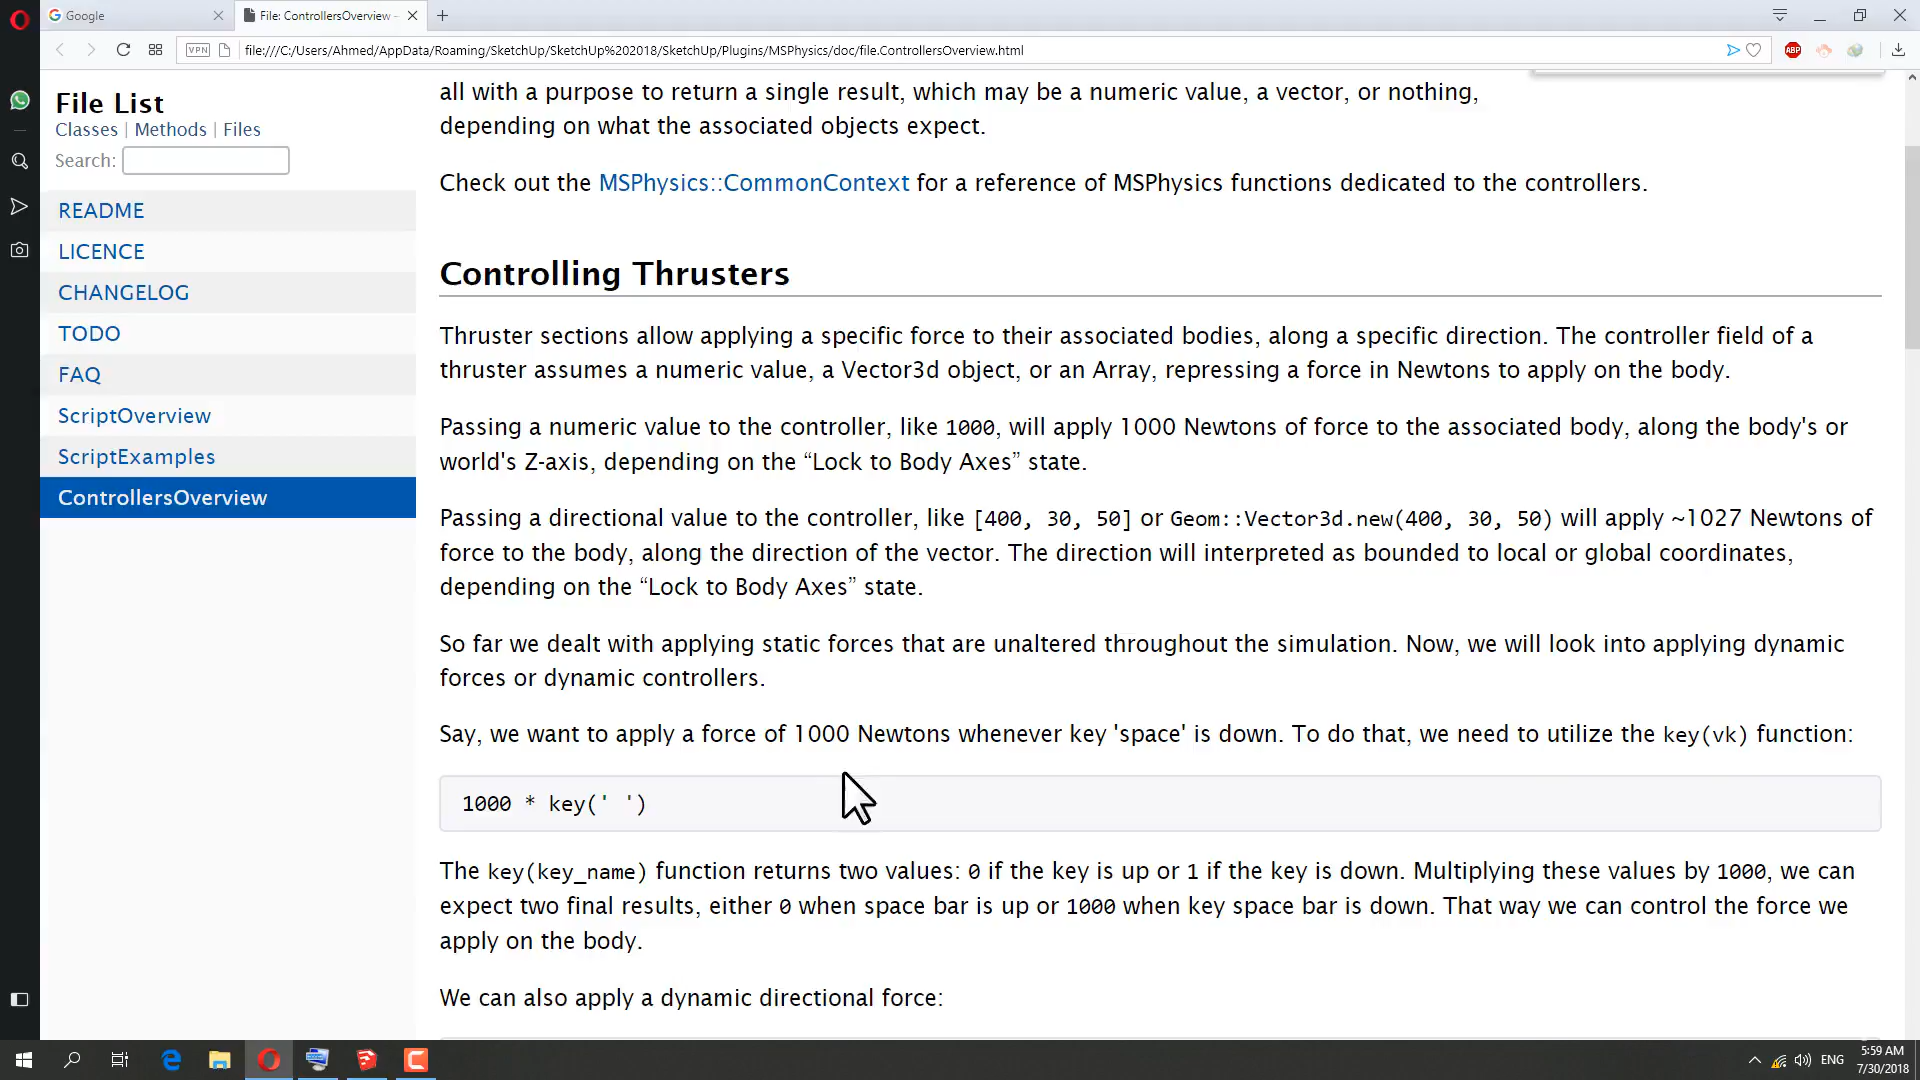 Google
File: ControllersOverview –
VPN
file:///C:/Users/Ahmed/AppData/Roaming/SketchUp/SketchUp%202018/SketchUp/Plugins/MSPhysics/doc/file.ControllersOverview.html
ABP
File List
Classes | Methods | Files
Search:
README
LICENCE
CHANGELOG
TODO
FAQ
ScriptOverview
ScriptExamples
ControllersOverview
all with a purpose to return a single result, which may be a numeric value, a vector, or nothing,
depending on what the associated objects expect.
Check out the MSPhysics::CommonContext for a reference of MSPhysics functions dedicated to the controllers.
Controlling Thrusters
Thruster sections allow applying a specific force to their associated bodies, along a specific direction. The controller field of a
thruster assumes a numeric value, a Vector3d object, or an Array, repressing a force in Newtons to apply on the body.
Passing a numeric value to the controller, like 1000, will apply 1000 Newtons of force to the associated body, along the body's or
world's Z-axis, depending on the “Lock to Body Axes” state.
Passing a directional value to the controller, like [400, 30, 50] or Geom::Vector3d.new(400, 30, 50) will apply ~1027 Newtons of
force to the body, along the direction of the vector. The direction will interpreted as bounded to local or global coordinates,
depending on the “Lock to Body Axes” state.
So far we dealt with applying static forces that are unaltered throughout the simulation. Now, we will look into applying dynamic
forces or dynamic controllers.
Say, we want to apply a force of 1000 Newtons whenever key 'space' is down. To do that, we need to utilize the key(vk) function:
1000 * key(' ')
The key(key_name) function returns two values: 0 if the key is up or 1 if the key is down. Multiplying these values by 1000, we can
expect two final results, either 0 when space bar is up or 1000 when key space bar is down. That way we can control the force we
apply on the body.
We can also apply a dynamic directional force:
ENG
5:59 AM
7/30/2018